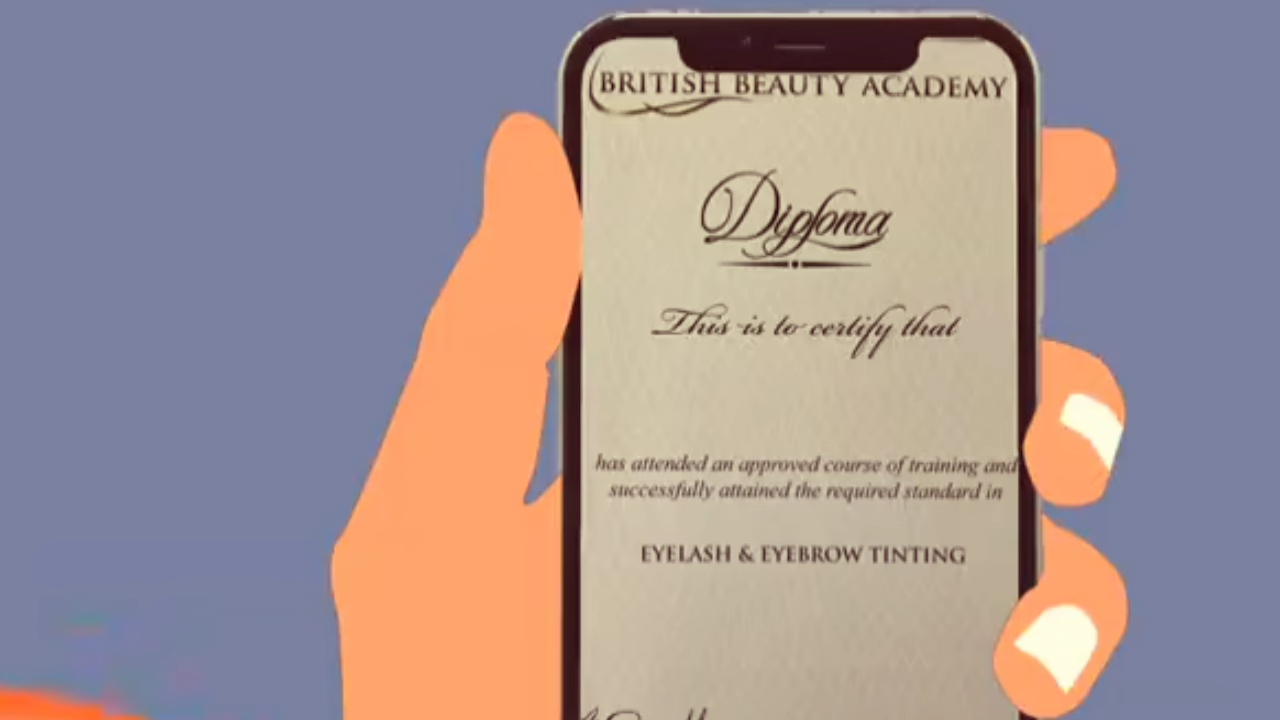 BRITISH BEAUTY ACADEMY
Diploma
This is to certify that
has attended an approved course of training and
successfully attained the required standard in
EYELASH & EYEBROW TINTING